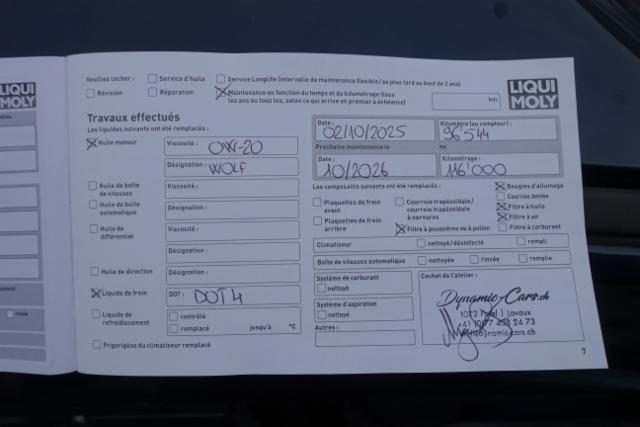 LIQUI
MOLY
Veuillez cocher :
Service d'huile
Service Longlife (intervalle de maintenance flexible / au plus tard au bout de 2 ans)
Révision
Réparation
Maintenance en fonction du temps et du kilométrage (tous
les ans ou tous les, selon ce qui arrive en premier à échéance)
km
LIQUI
MOLY
Travaux effectués
Les liquides suivants ont été remplacés :
Huile moteur
Viscosité : 0W-20
Désignation : WOLF
Huile de boîte
de vitesses
Viscosité :
Huile de boîte
automatique
Désignation :
Huile de
différentiel
Viscosité :
Désignation :
Huile de direction
Désignation :
Liquide de frein
DOT : DOT 4
Liquide de
refroidissement
contrôlé
remplacé
jusqu'à
°C
Frigorigène du climatiseur remplacé
Date : 02/10/2025
Kilomètre (au compteur) : 96'544
Prochaine maintenance le
ou
Date : 10/2026
Kilométrage : 116'000
Les composants suivants ont été remplacés :
Bougies d'allumage
Courroie dentée
Plaquettes de frein
avant
Courroie trapézoïdale /
courroie trapézoïdale
à nervures
Filtre à huile
Filtre à air
Plaquettes de frein
arrière
Filtre à poussières ou à pollen
Filtre à carburant
Climatiseur
nettoyé/désinfecté
rempli
Boîte de vitesses automatique
nettoyée
rincée
remplie
Système de carburant
nettoyé
Cachet de l'atelier :
Dynamic-Cars.ch
Système d'aspiration
nettoyé
Autres :
7